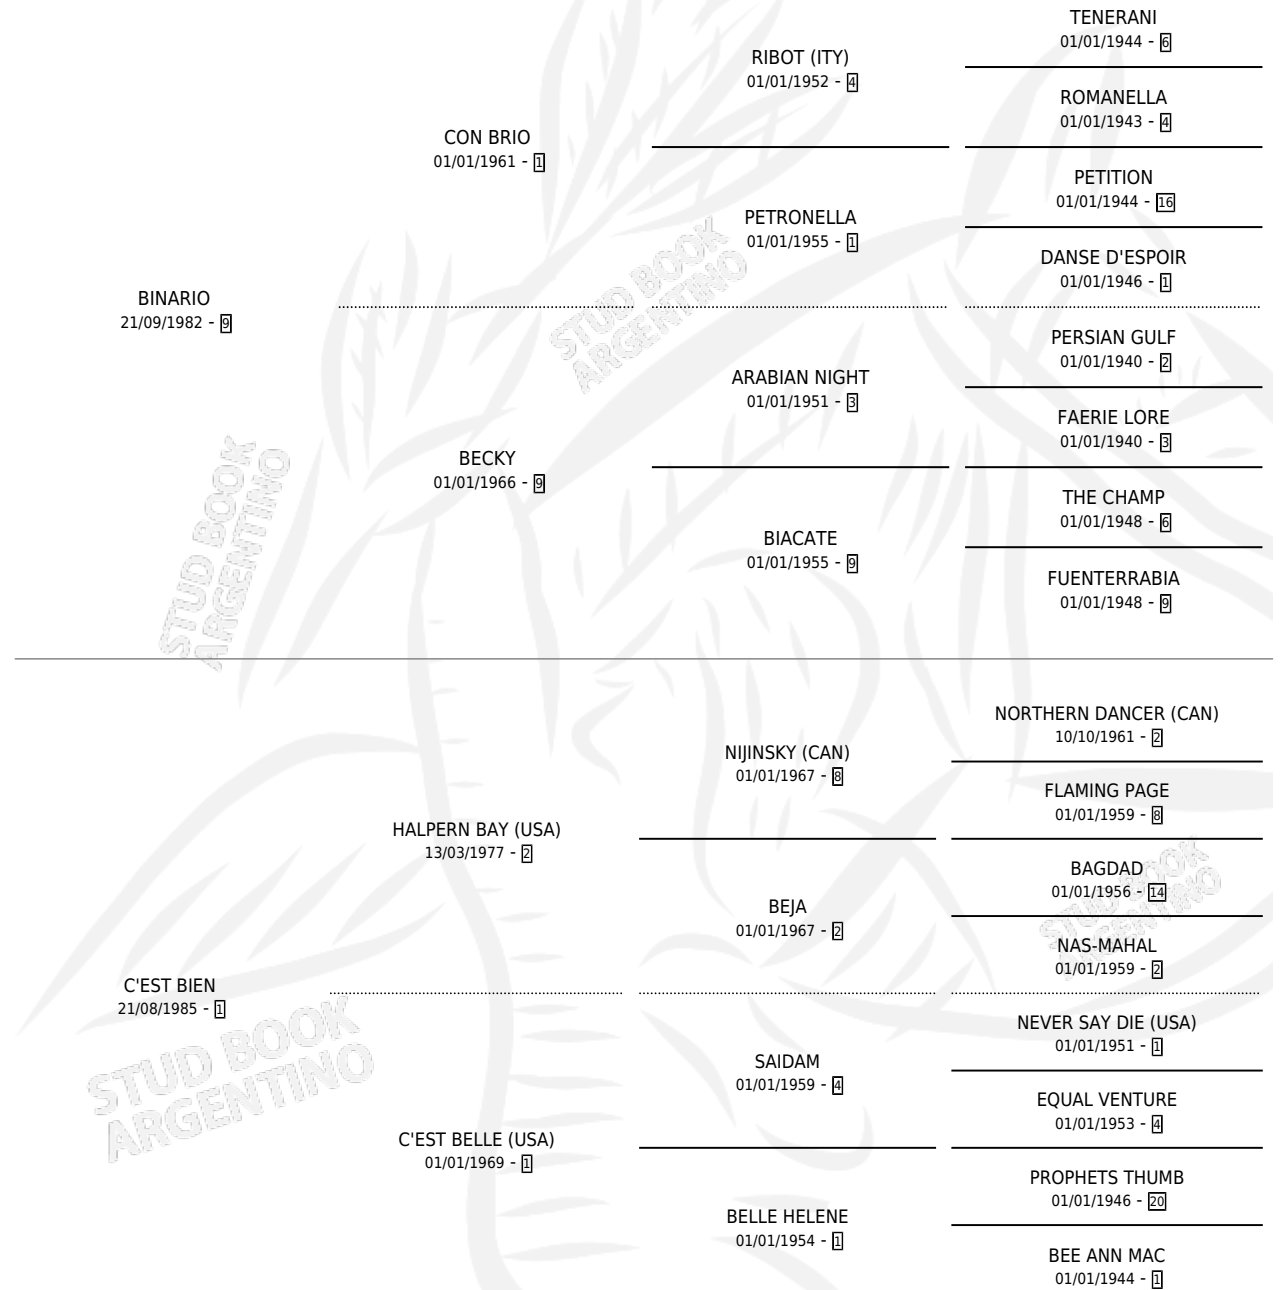 TENERANI
01/01/1944 - 6
RIBOT (ITY)
01/01/1952 - 4
ROMANELLA
01/01/1943 - 4
CON BRIO
01/01/1961 - 1
PETITION
01/01/1944 - 16
PETRONELLA
01/01/1955 - 1
DANSE D'ESPOIR
01/01/1946 - 1
BINARIO
21/09/1982 - 9
PERSIAN GULF
01/01/1940 - 2
ARABIAN NIGHT
01/01/1951 - 3
FAERIE LORE
01/01/1940 - 3
BECKY
01/01/1966 - 9
THE CHAMP
01/01/1948 - 6
BIACATE
01/01/1955 - 9
FUENTERRABIA
01/01/1948 - 9
NORTHERN DANCER (CAN)
10/10/1961 - 2
NIJINSKY (CAN)
01/01/1967 - 8
FLAMING PAGE
01/01/1959 - 8
HALPERN BAY (USA)
13/03/1977 - 2
BAGDAD
01/01/1956 - 14
BEJA
01/01/1967 - 2
NAS-MAHAL
01/01/1959 - 2
C'EST BIEN
21/08/1985 - 1
NEVER SAY DIE (USA)
01/01/1951 - 1
SAIDAM
01/01/1959 - 4
EQUAL VENTURE
01/01/1953 - 4
C'EST BELLE (USA)
01/01/1969 - 1
PROPHETS THUMB
01/01/1946 - 20
BELLE HELENE
01/01/1954 - 1
BEE ANN MAC
01/01/1944 - 1
STUD BOOK
ARGENTINO
STUD BOOK
ARGENTINO
STUD BOOK
ARGENTINO
STUD BOOK
ARGENTINO